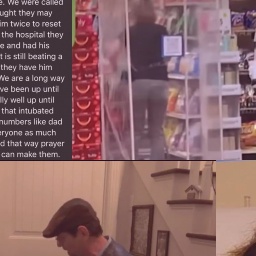 e. We were called
ught they may
im twice to reset
the hospital they
e and had his
t is still beating a
they have him
We are a long way
ve been up until
lly well up until
that intubated
numbers like dad
eryone as much
d that way prayer
can make them.